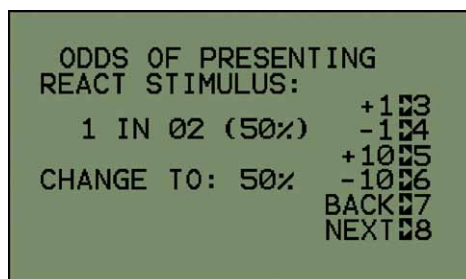 ODDS OF PRESENTING
REACT STIMULUS:
+1 3
1 IN 02 (50%) -1 4
+10 5
CHANGE TO: 50% -10 6
BACK 7
NEXT 8